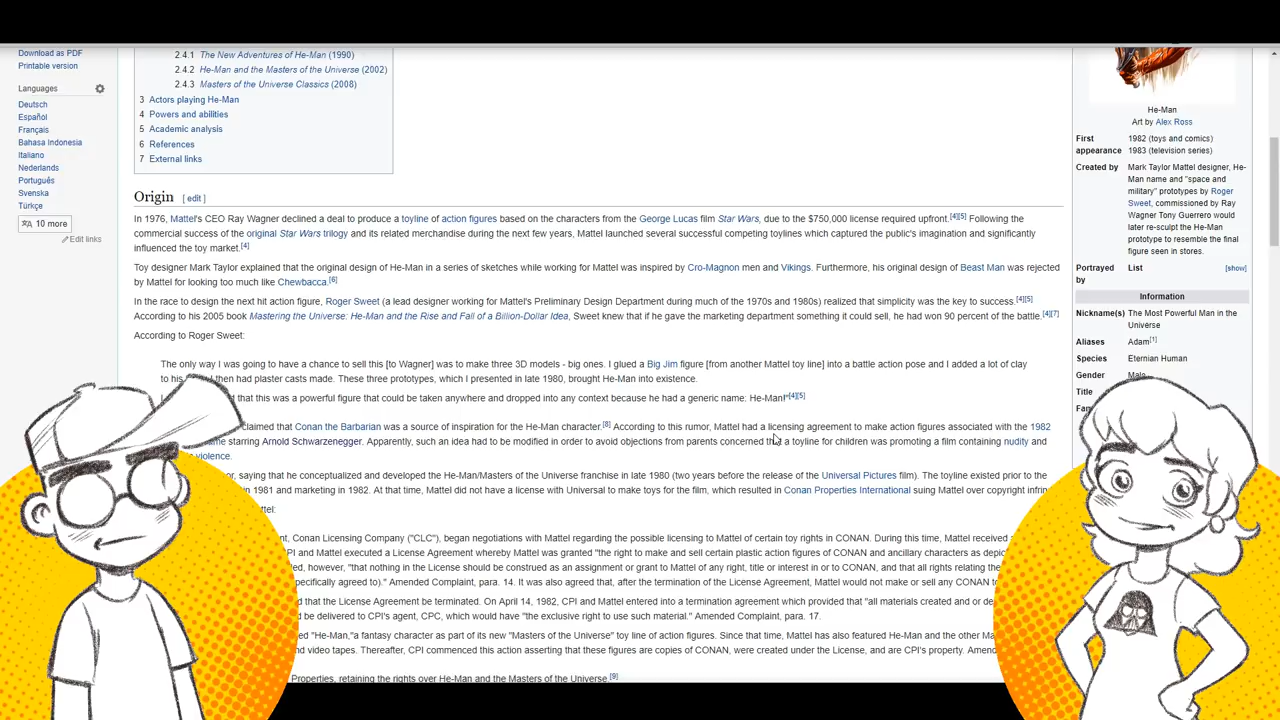 Download as PDF
Printable version
Languages
Deutsch
Español
Français
Bahasa Indonesia
Italiano
Nederlands
Português
Svenska
Türkçe
10 more
Edit links
2.4.1 The New Adventures of He-Man (1990)
2.4.2 He-Man and the Masters of the Universe (2002)
2.4.3 Masters of the Universe Classics (2008)
3 Actors playing He-Man
4 Powers and abilities
5 Academic analysis
6 References
7 External links
Origin [ edit ]
In 1976, Mattel's CEO Ray Wagner declined a deal to produce a toyline of action figures based on the characters from the George Lucas film Star Wars, due to the $750,000 license required upfront.[4][5] Following the
commercial success of the original Star Wars trilogy and its related merchandise during the next few years, Mattel launched several successful competing toylines which captured the public's imagination and significantly
influenced the toy market.[4]
Toy designer Mark Taylor explained that the original design of He-Man in a series of sketches while working for Mattel was inspired by Cro-Magnon men and Vikings. Furthermore, his original design of Beast Man was rejected
by Mattel for looking too much like Chewbacca.[6]
In the race to design the next hit action figure, Roger Sweet (a lead designer working for Mattel's Preliminary Design Department during much of the 1970s and 1980s) realized that simplicity was the key to success.[4][5]
According to his 2005 book Mastering the Universe: He-Man and the Rise and Fall of a Billion-Dollar Idea, Sweet knew that if he gave the marketing department something it could sell, he had won 90 percent of the battle.[4][7]
According to Roger Sweet:
The only way I was going to have a chance to sell this [to Wagner] was to make three 3D models - big ones. I glued a Big Jim figure [from another Mattel toy line] into a battle action pose and I added a lot of clay
to his I then had plaster casts made. These three prototypes, which I presented in late 1980, brought He-Man into existence.
that this was a powerful figure that could be taken anywhere and dropped into any context because he had a generic name: He-Man!"[4][5]
claimed that Conan the Barbarian was a source of inspiration for the He-Man character.[8] According to this rumor, Mattel had a licensing agreement to make action figures associated with the 1982
starring Arnold Schwarzenegger. Apparently, such an idea had to be modified in order to avoid objections from parents concerned that a toyline for children was promoting a film containing nudity and
violence.
saying that he conceptualized and developed the He-Man/Masters of the Universe franchise in late 1980 (two years before the release of the Universal Pictures film). The toyline existed prior to the
in 1981 and marketing in 1982. At that time, Mattel did not have a license with Universal to make toys for the film, which resulted in Conan Properties International suing Mattel over copyright infrin
Conan Licensing Company ("CLC"), began negotiations with Mattel regarding the possible licensing to Mattel of certain toy rights in CONAN. During this time, Mattel received
and Mattel executed a License Agreement whereby Mattel was granted "the right to make and sell certain plastic action figures of CONAN and ancillary characters as depic
however, "that nothing in the License should be construed as an assignment or grant to Mattel of any right, title or interest in or to CONAN, and that all rights relating the
agreed to)." Amended Complaint, para. 14. It was also agreed that, after the termination of the License Agreement, Mattel would not make or sell any CONAN to
that the License Agreement be terminated. On April 14, 1982, CPI and Mattel entered into a termination agreement which provided that "all materials created and or de
be delivered to CPI's agent, CPC, which would have "the exclusive right to use such material." Amended Complaint, para. 17.
"He-Man,"a fantasy character as part of its new "Masters of the Universe" toy line of action figures. Since that time, Mattel has also featured He-Man and the other Ma
video tapes. Thereafter, CPI commenced this action asserting that these figures are copies of CONAN, were created under the License, and are CPI's property. Amen
Properties, retaining the rights over He-Man and the Masters of the Universe.[9]
He-Man
Art by Alex Ross
First appearance 1982 (toys and comics)
1983 (television series)
Created by Mark Taylor Mattel designer, He-
Man name and "space and
military" prototypes by Roger
Sweet, commissioned by Ray
Wagner Tony Guerrero would
later re-sculpt the He-Man
prototype to resemble the final
figure seen in stores.
Portrayed by List [show]
Information
Nickname(s) The Most Powerful Man in the
Universe
Aliases Adam[1]
Species Eternian Human
Gender Male
Title